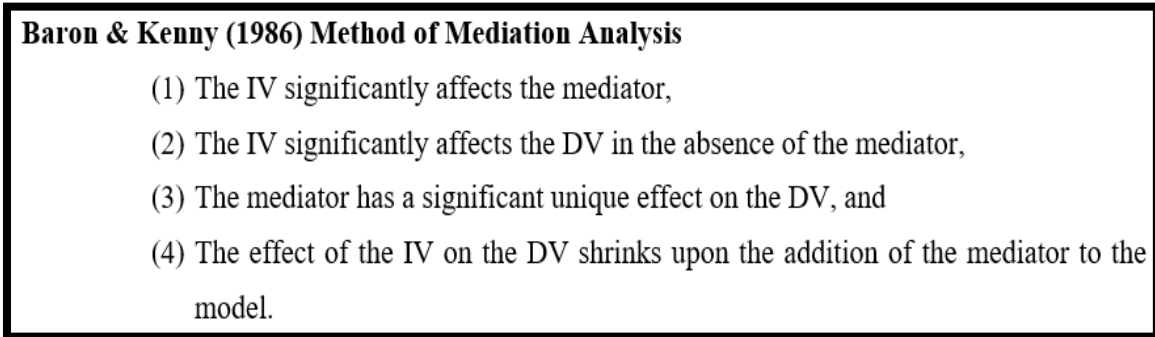 Baron & Kenny (1986) Method of Mediation Analysis
(1) The IV significantly affects the mediator,
(2) The IV significantly affects the DV in the absence of the mediator,
(3) The mediator has a significant unique effect on the DV, and
(4) The effect of the IV on the DV shrinks upon the addition of the mediator to the
model.